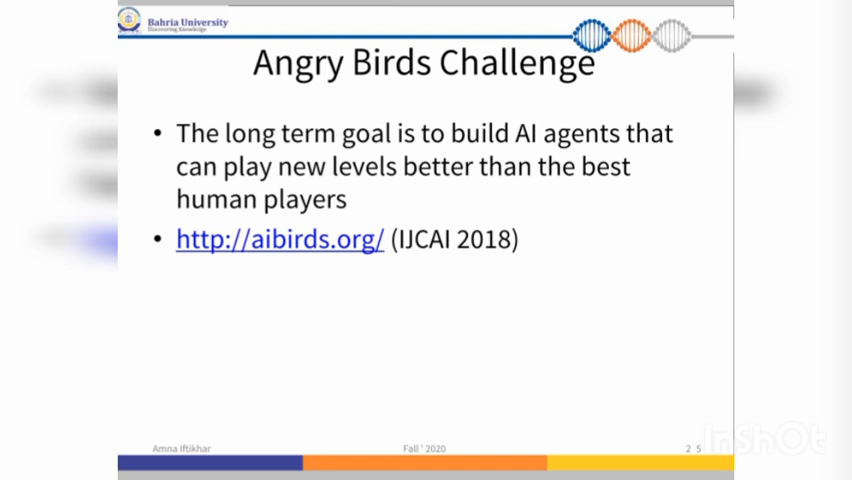 Bahria University
Discovering Knowledge
Angry Birds Challenge
• The long term goal is to build AI agents that
can play new levels better than the best
human players
• http://aibirds.org/ (IJCAI 2018)
Amna Iftikhar Fall ' 2020 2 5
InShOt